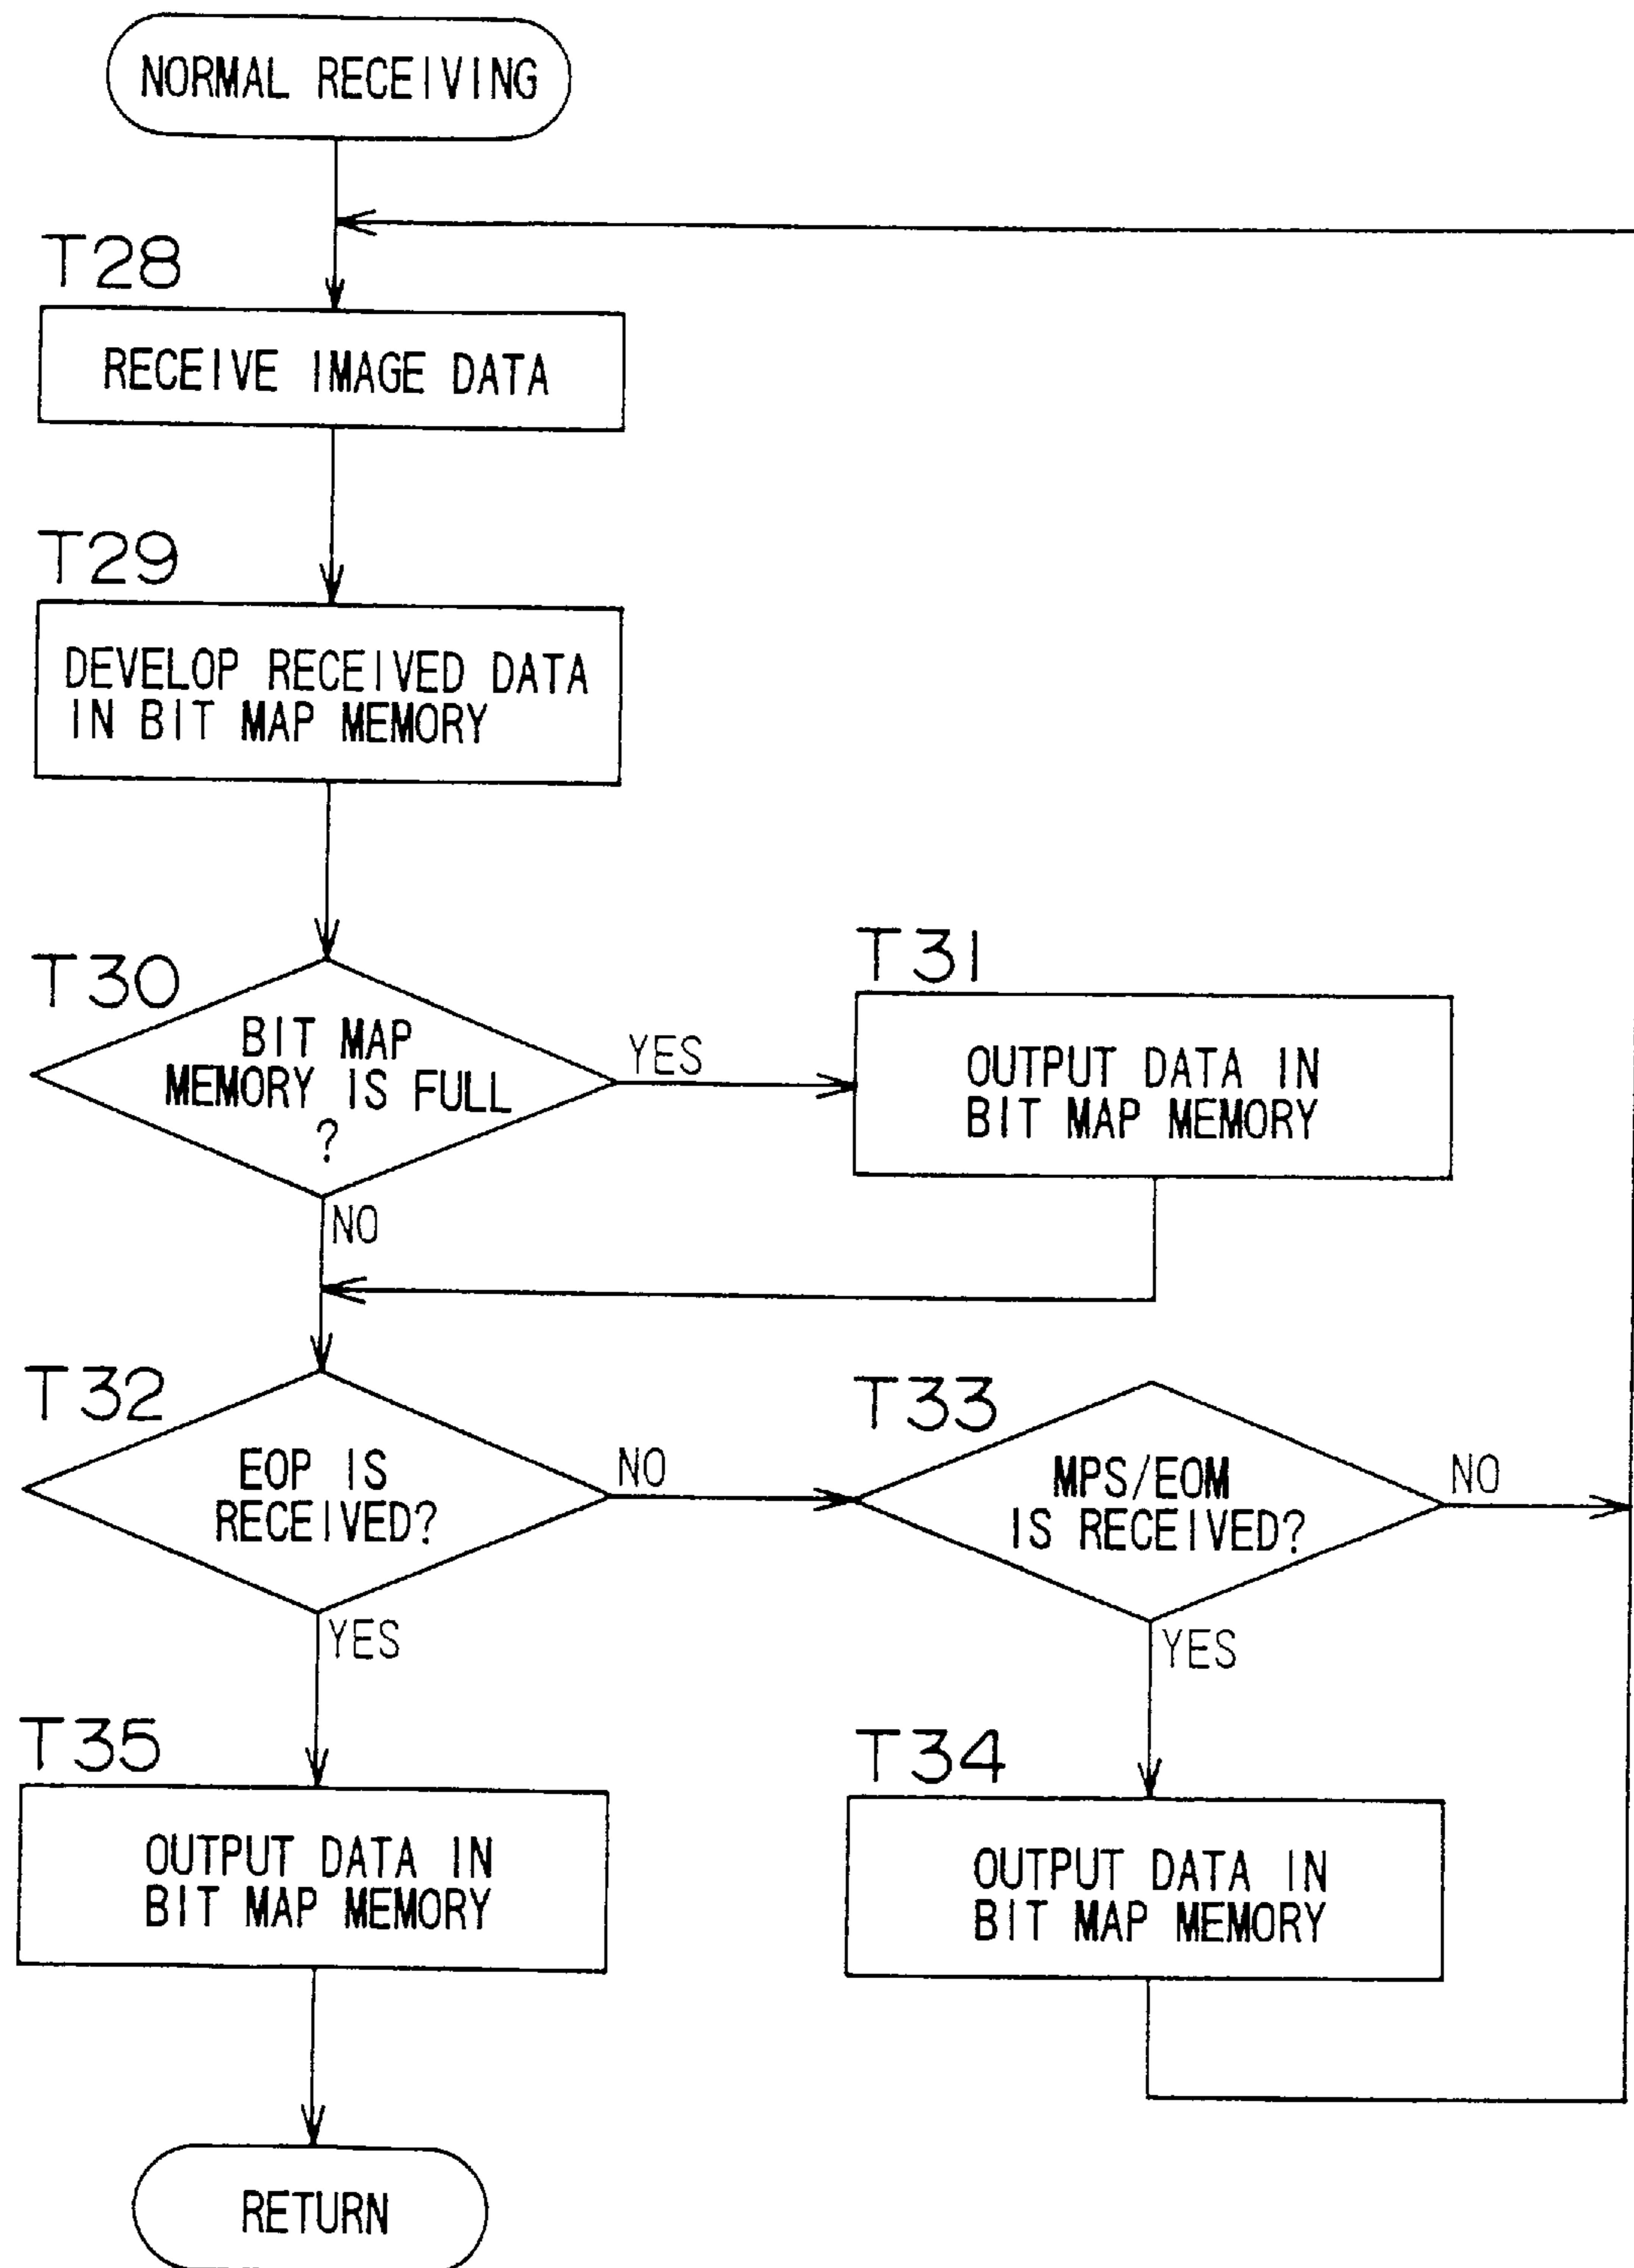 NORMAL RECEIVING
T28
RECEIVE IMAGE DATA
T29
DEVELOP RECEIVED DATA
IN BIT MAP MEMORY
T30
BIT MAP
MEMORY IS FULL
?
YES
NO
T31
OUTPUT DATA IN
BIT MAP MEMORY
T32
EOP IS
RECEIVED?
NO
YES
T33
MPS/EOM
IS RECEIVED?
NO
YES
T35
OUTPUT DATA IN
BIT MAP MEMORY
T34
OUTPUT DATA IN
BIT MAP MEMORY
RETURN